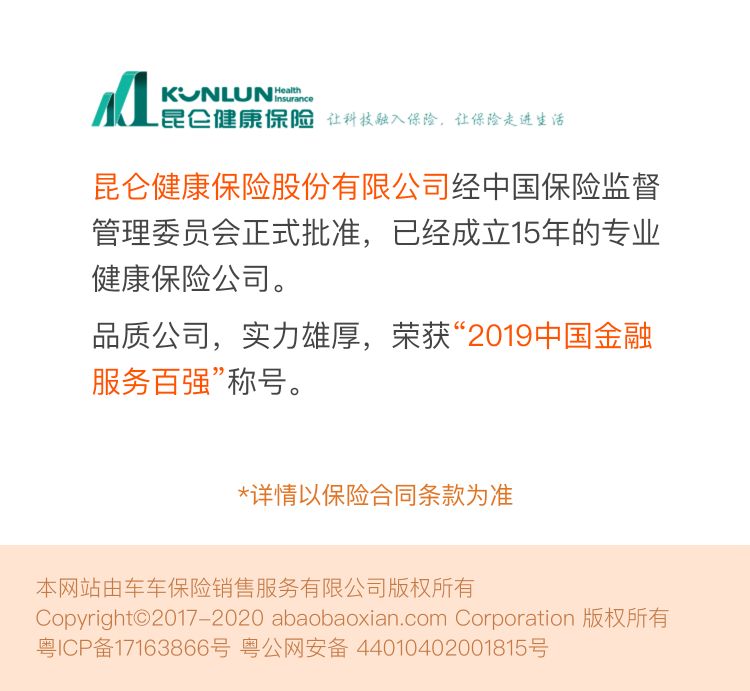 KUNLUN Health Insurance
昆仑健康保险 让科技融入保险，让保险走进生活
昆仑健康保险股份有限公司经中国保险监督
管理委员会正式批准，已经成立15年的专业
健康保险公司。
品质公司，实力雄厚，荣获“2019中国金融
服务百强”称号。
*详情以保险合同条款为准
本网站由车车保险销售服务有限公司版权所有
Copyright©2017-2020 abaobaoxian.com Corporation 版权所有
粤ICP备17163866号 粤公网安备 44010402001815号